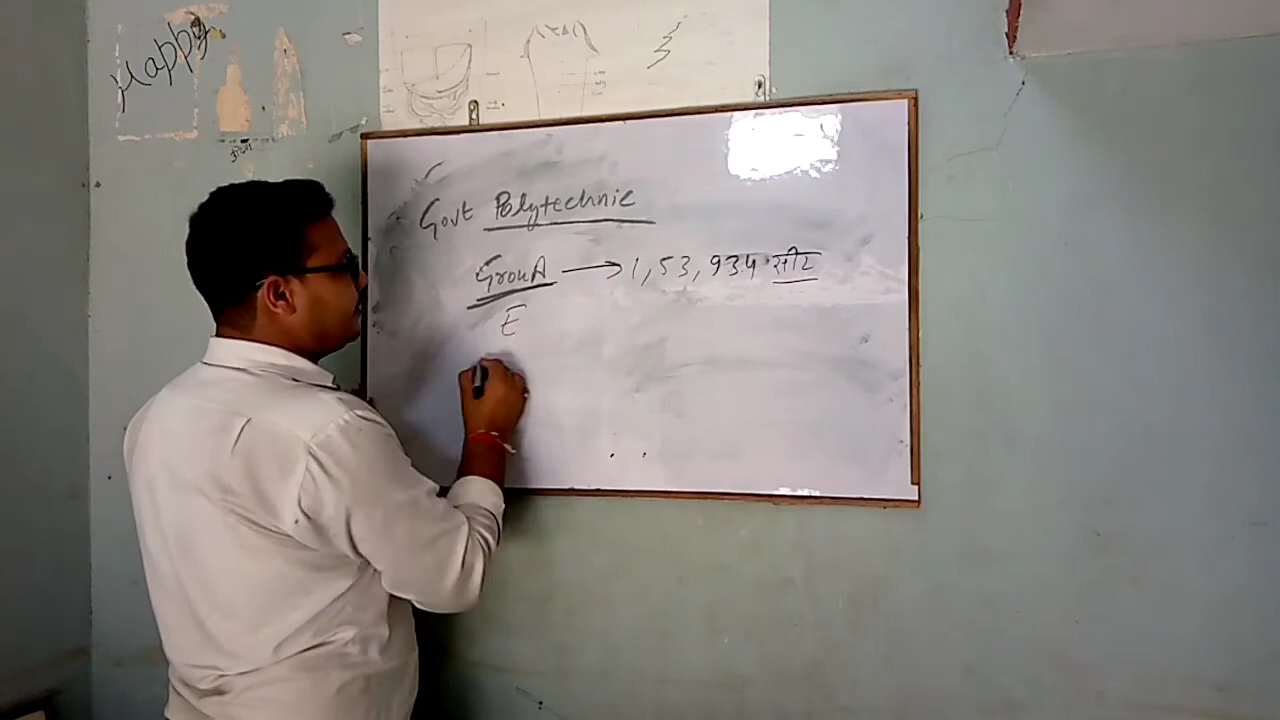 Happy
Govt Polytechnic
GrouA → 1,53,934 सीट
E